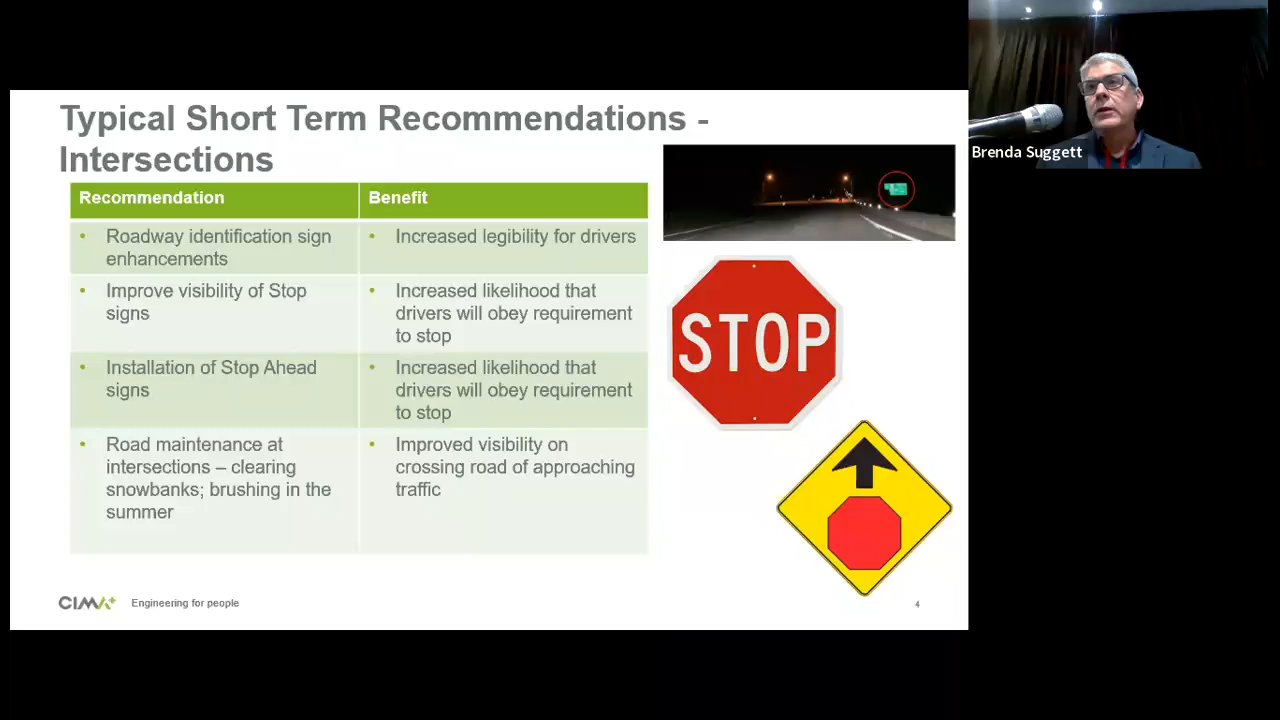 Typical Short Term Recommendations -
Intersections
Recommendation
Benefit
• Roadway identification sign
enhancements
• Increased legibility for drivers
• Improve visibility of Stop
signs
• Increased likelihood that
drivers will obey requirement
to stop
• Installation of Stop Ahead
signs
• Increased likelihood that
drivers will obey requirement
to stop
• Road maintenance at
intersections – clearing
snowbanks; brushing in the
summer
• Improved visibility on
crossing road of approaching
traffic
STOP
CIMA+ Engineering for people
4
Brenda Suggett